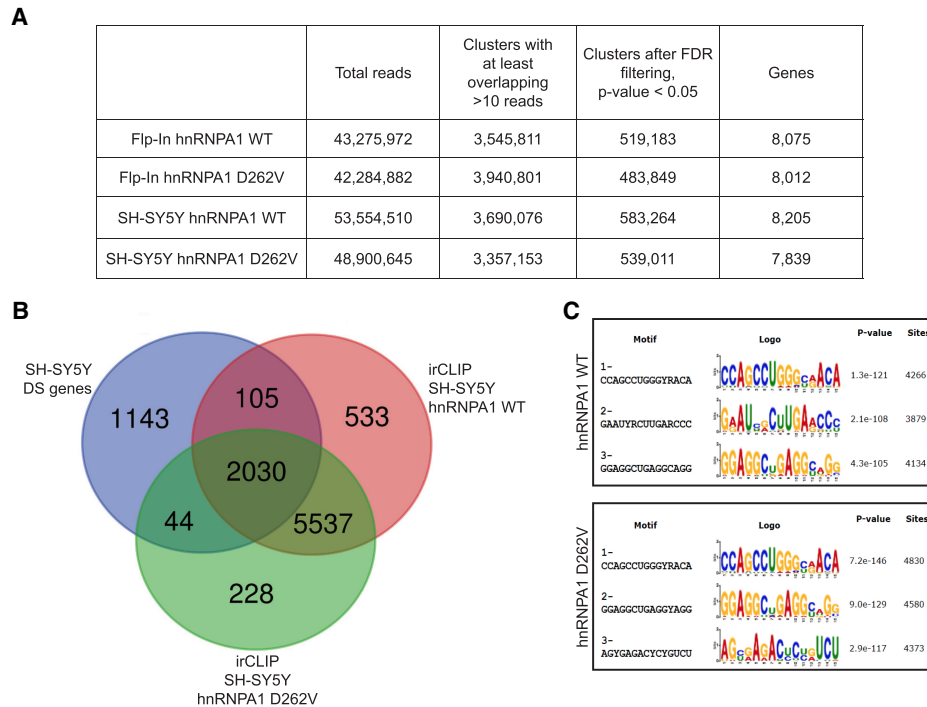 A
Total reads
Clusters with
at least
overlapping
>10 reads
Clusters after FDR
filtering,
p-value < 0.05
Genes
Flp-In hnRNPA1 WT 43,275,972 3,545,811 519,183 8,075
Flp-In hnRNPA1 D262V 42,284,882 3,940,801 483,849 8,012
SH-SY5Y hnRNPA1 WT 53,554,510 3,690,076 583,264 8,205
SH-SY5Y hnRNPA1 D262V 48,900,645 3,357,153 539,011 7,839
B
SH-SY5Y
DS genes
irCLIP
SH-SY5Y
hnRNPA1 WT
1143
105
533
2030
44
5537
228
irCLIP
SH-SY5Y
hnRNPA1 D262V
C
hnRNPA1 WT
Motif Logo P-value Sites
1-
CCAGCCUGGGYRACA 1.3e-121 4266
2-
GAAUYRCUUGARCCC 2.1e-108 3879
3-
GGAGGCUGAGGCAGG 4.3e-105 4134
hnRNPA1 D262V
Motif Logo P-value Sites
1-
CCAGCCUGGGYRACA 7.2e-146 4830
2-
GGAGGCUGAGGYAGG 9.0e-129 4580
3-
AGYGAGACYCYGUCU 2.9e-117 4373